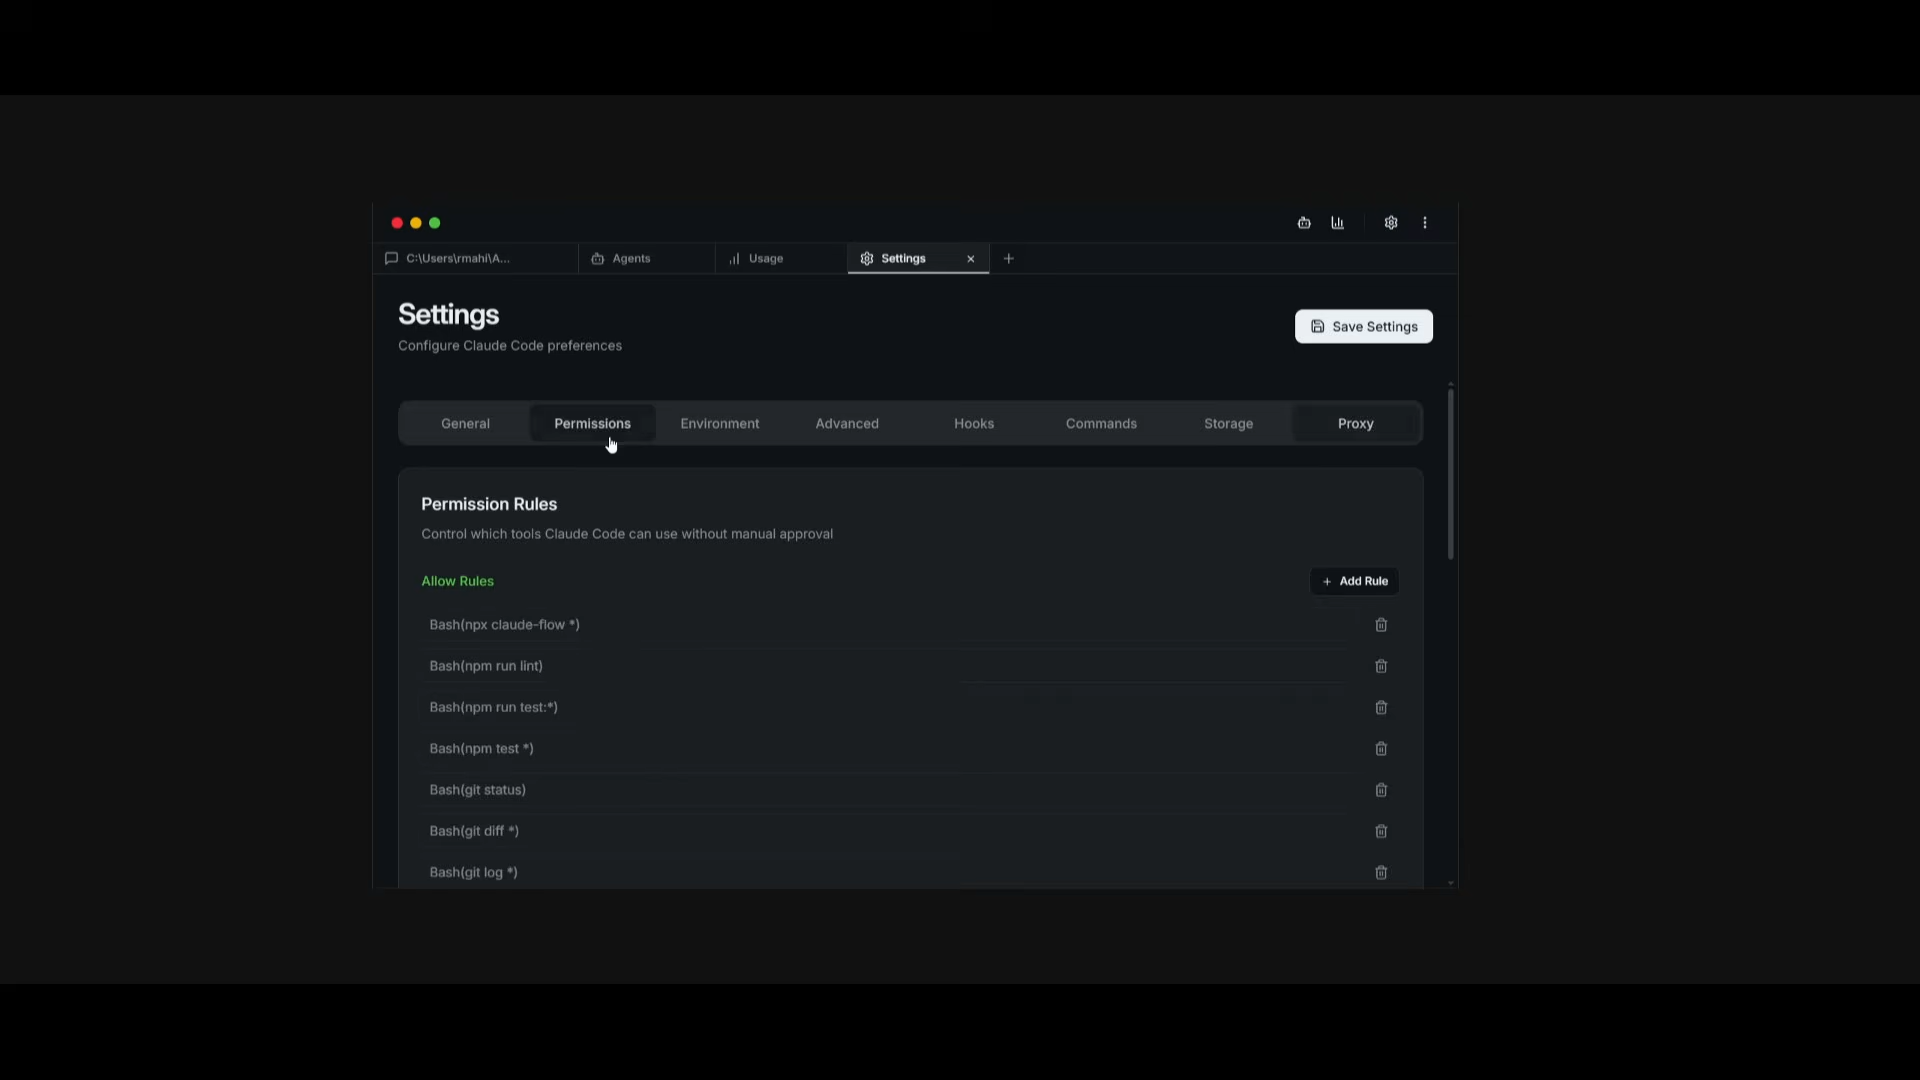 C:\Users\rmahi\A...
Agents
Usage
Settings
Settings
Save Settings
Configure Claude Code preferences
General
Permissions
Environment
Advanced
Hooks
Commands
Storage
Proxy
Permission Rules
Control which tools Claude Code can use without manual approval
Allow Rules
+ Add Rule
Bash(npx claude-flow *)
Bash(npm run lint)
Bash(npm run test:*)
Bash(npm test *)
Bash(git status)
Bash(git diff *)
Bash(git log *)